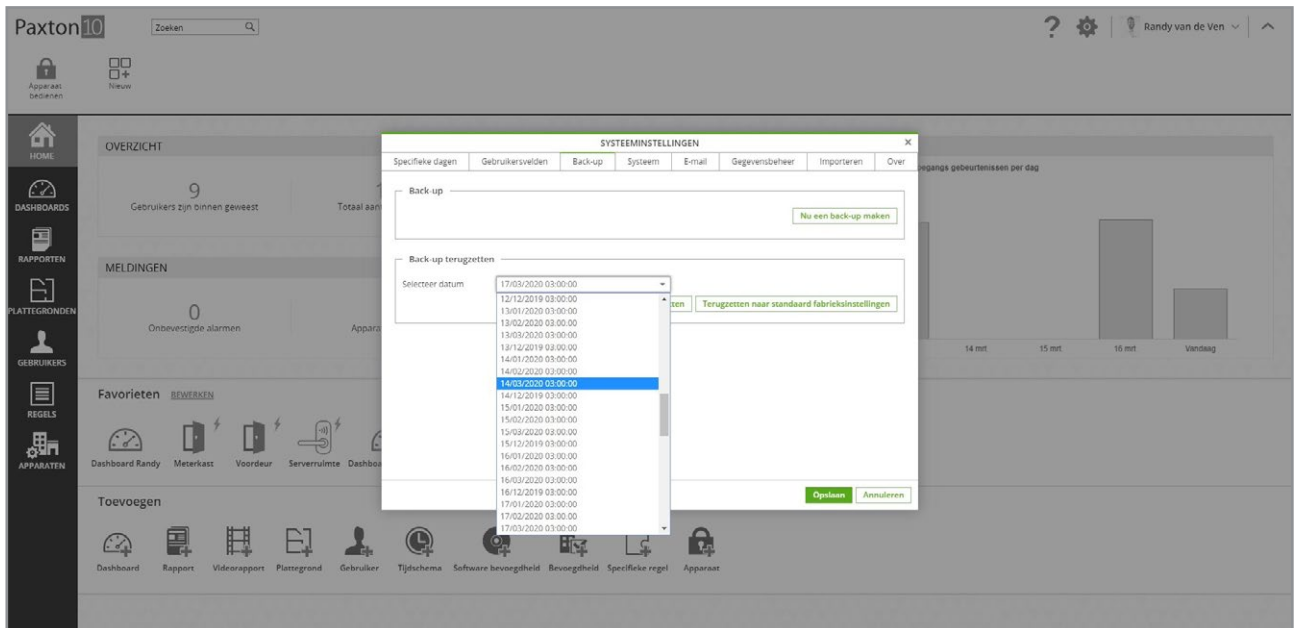 Paxton10
Zoeken
Randy van de Ven
Apparaat bedienen
Nieuw
HOME
DASHBOARDS
RAPPORTEN
PLATTEGRONDEN
GEBRUIKERS
REGELS
APPARATEN
OVERZICHT
9
Gebruikers zijn binnen geweest
Totaal
MELDINGEN
0
Onbevestigde alarmen
gebeurtenissen per dag
14 mrt.
15 mrt.
16 mrt.
Vandaag
SYSTEEMINSTELLINGEN
Specifieke dagen
Gebruikersvelden
Back-up
Systeem
E-mail
Gegevensbeheer
Importeren
Over
Back-up
Nu een back-up maken
Back-up terugzetten
Selecteer datum
17/03/2020 03:00:00
Terugzetten naar standaard fabrieksinstellingen
12/12/2019 03:00:00
13/01/2020 03:00:00
13/02/2020 03:00:00
13/03/2020 03:00:00
13/12/2019 03:00:00
14/01/2020 03:00:00
14/02/2020 03:00:00
14/03/2020 03:00:00
14/12/2019 03:00:00
15/01/2020 03:00:00
15/02/2020 03:00:00
15/03/2020 03:00:00
15/12/2019 03:00:00
16/01/2020 03:00:00
16/02/2020 03:00:00
16/03/2020 03:00:00
16/12/2019 03:00:00
17/01/2020 03:00:00
17/02/2020 03:00:00
17/03/2020 03:00:00
Opslaan
Annuleren
Favorieten BEWERKEN
Dashboard Randy
Meterkast
Voordeur
Serverruimte
Toevoegen
Dashboard
Rapport
Videorapport
Plattegrond
Gebruiker
Tijdschema
Software bevoegdheid
Bevoegdheid
Specifieke regel
Apparaat